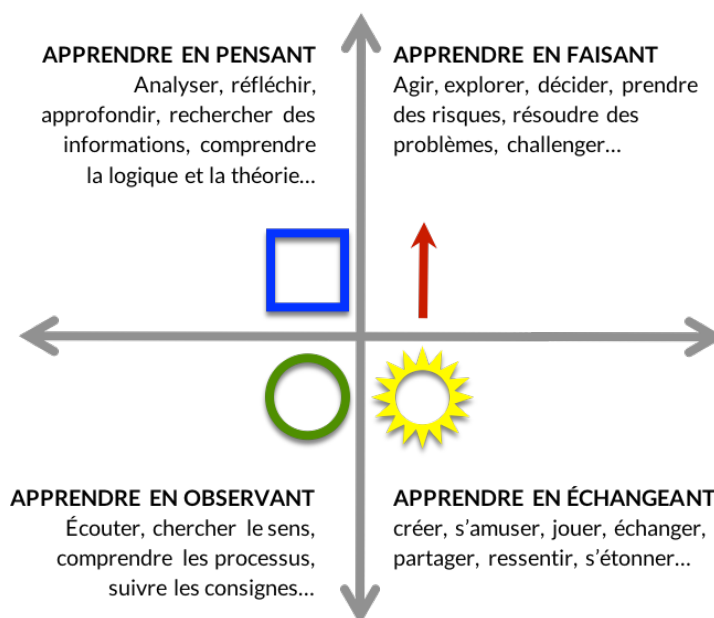 APPRENDRE EN PENSANT
Analyser, réfléchir,
approfondir, rechercher des
informations, comprendre
la logique et la théorie…
APPRENDRE EN FAISANT
Agir, explorer, décider, prendre
des risques, résoudre des
problèmes, challenger…
APPRENDRE EN OBSERVANT
Écouter, chercher le sens,
comprendre les processus,
suivre les consignes…
APPRENDRE EN ÉCHANGEANT
créer, s’amuser, jouer, échanger,
partager, ressentir, s’étonner…